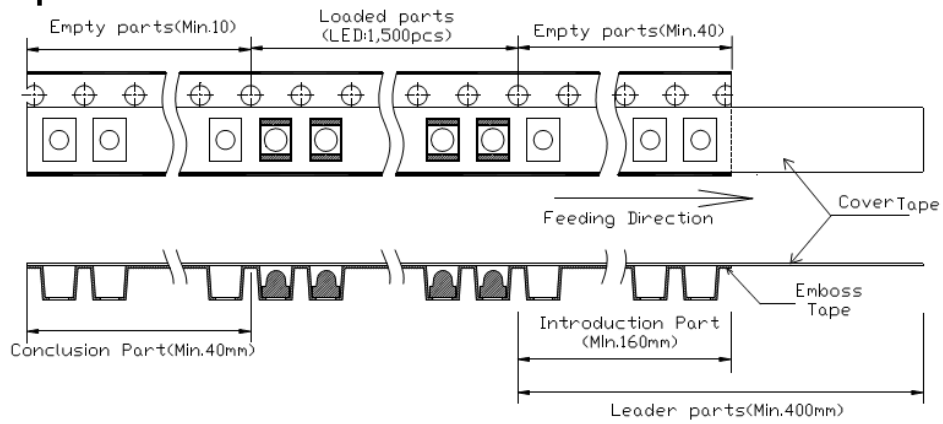 Empty parts(Min.10)
Loaded parts
(LED:1,500pcs)
Empty parts(Min.40)
Cover Tape
Feeding Direction
Emboss
Tape
Introduction Part
(MIn.160mm)
Conclusion Part(Min.40mm)
Leader parts(Min.400mm)